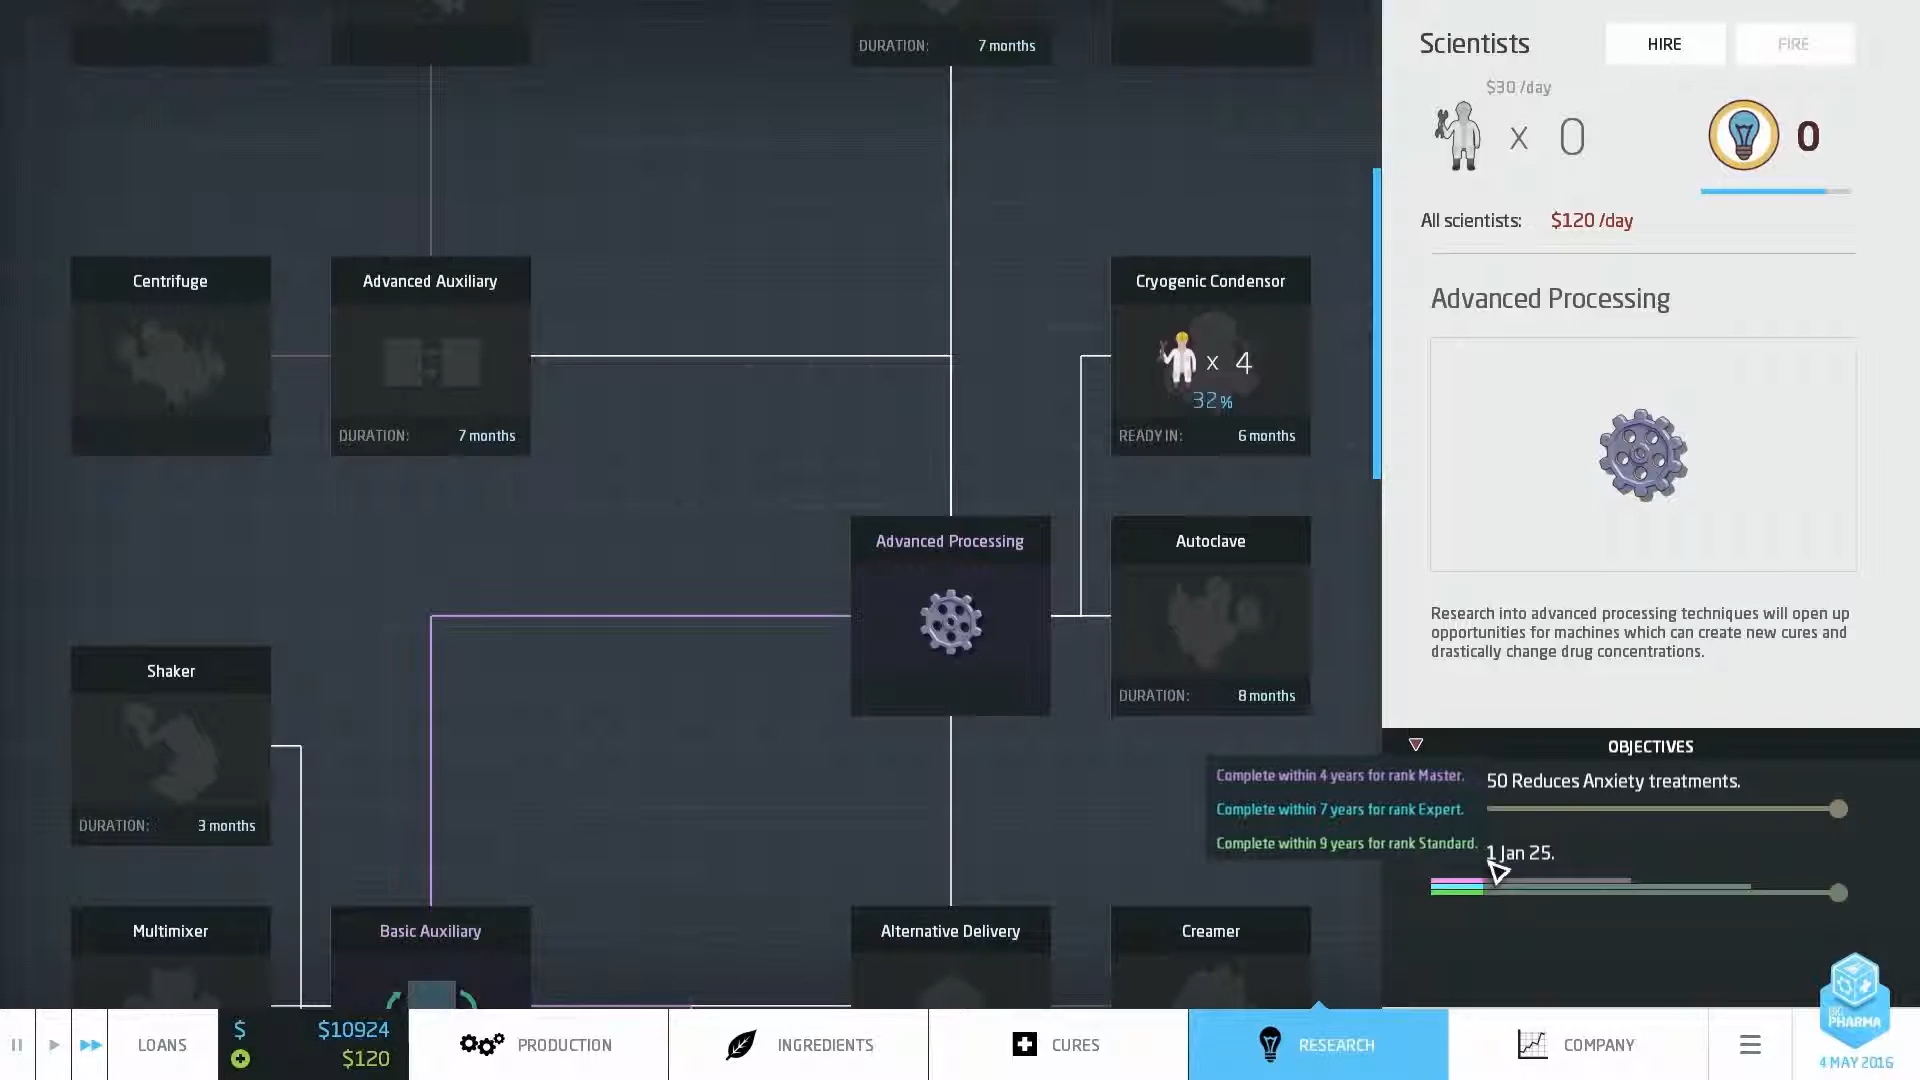 DURATION: 7 months
Scientists
HIRE
FIRE
$30 /day
x 0
0
All scientists: $120 /day
Centrifuge
Advanced Auxiliary
DURATION: 7 months
Cryogenic Condensor
x 4
32%
READY IN: 6 months
Advanced Processing
Advanced Processing
Autoclave
DURATION: 8 months
Research into advanced processing techniques will open up
opportunities for machines which can create new cures and
drastically change drug concentrations.
Shaker
DURATION: 3 months
OBJECTIVES
Complete within 4 years for rank Master.
Complete within 7 years for rank Expert.
Complete within 9 years for rank Standard.
50 Reduces Anxiety treatments.
1 Jan 25.
Multimixer
Basic Auxiliary
Alternative Delivery
Creamer
LOANS
$ $10924
$120
PRODUCTION
INGREDIENTS
CURES
RESEARCH
COMPANY
BIG
PHARMA
4 MAY 2016